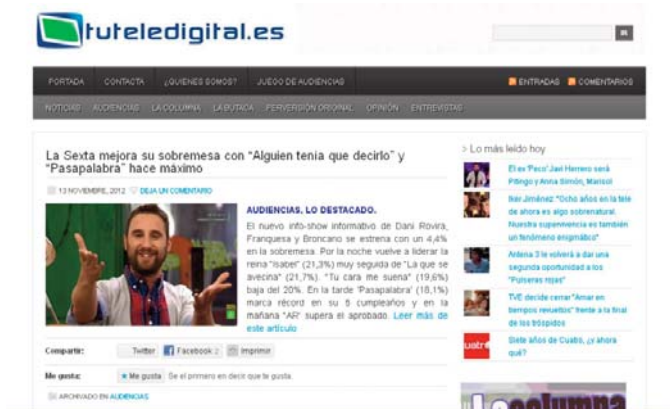 tuteledigital.es
PORTADA CONTACTA ¿QUIENES SOMOS? JUEGO DE AUDIENCIAS ENTRADAS COMENTARIOS
NOTICIAS AUDIENCIAS LA COLUMNA LA BUTACA PERVERSIÓN ORIGINAL OPINIÓN ENTREVISTAS
La Sexta mejora su sobremesa con "Alguien tenía que decirlo" y
"Pasapalabra" hace máximo
13 NOVIEMBRE, 2012 DEJA UN COMENTARIO
AUDIENCIAS. LO DESTACADO.
El nuevo info-show informativo de Dani Rovira,
Franquesa y Broncano se estrena con un 4,4%
en la sobremesa. Por la noche vuelve a liderar la
reina "Isabel" (21,3%) muy seguida de "La que se
avecina" (21,7%). "Tu cara me suena" (19,6%)
baja del 20%. En la tarde 'Pasapalabra' (18,1%)
marca récord en su 5 cumpleaños y en la
mañana "AR" supera el aprobado. Leer más de
este artículo
Compartir: Twitter Facebook 2 Imprimir
Me gusta: Me gusta Se el primero en decir que te gusta.
ARCHIVADO EN AUDIENCIAS
> Lo más leído hoy
El ex 'Peco' Javi Herrero será
Pitingo y Anna Simón, Marisol
Iker Jiménez: "Ocho años en la tele
de ahora es algo sobrenatural.
Nuestra supervivencia es también
un fenómeno enigmático"
Antena 3 le volverá a dar una
segunda oportunidad a los
"Pulseras rojas"
TVE decide cerrar "Amar en
tiempos revueltos" frente a la final
de los tróspidos
uatr
Siete años de Cuatro, ¿y ahora
qué?
Lacolumna